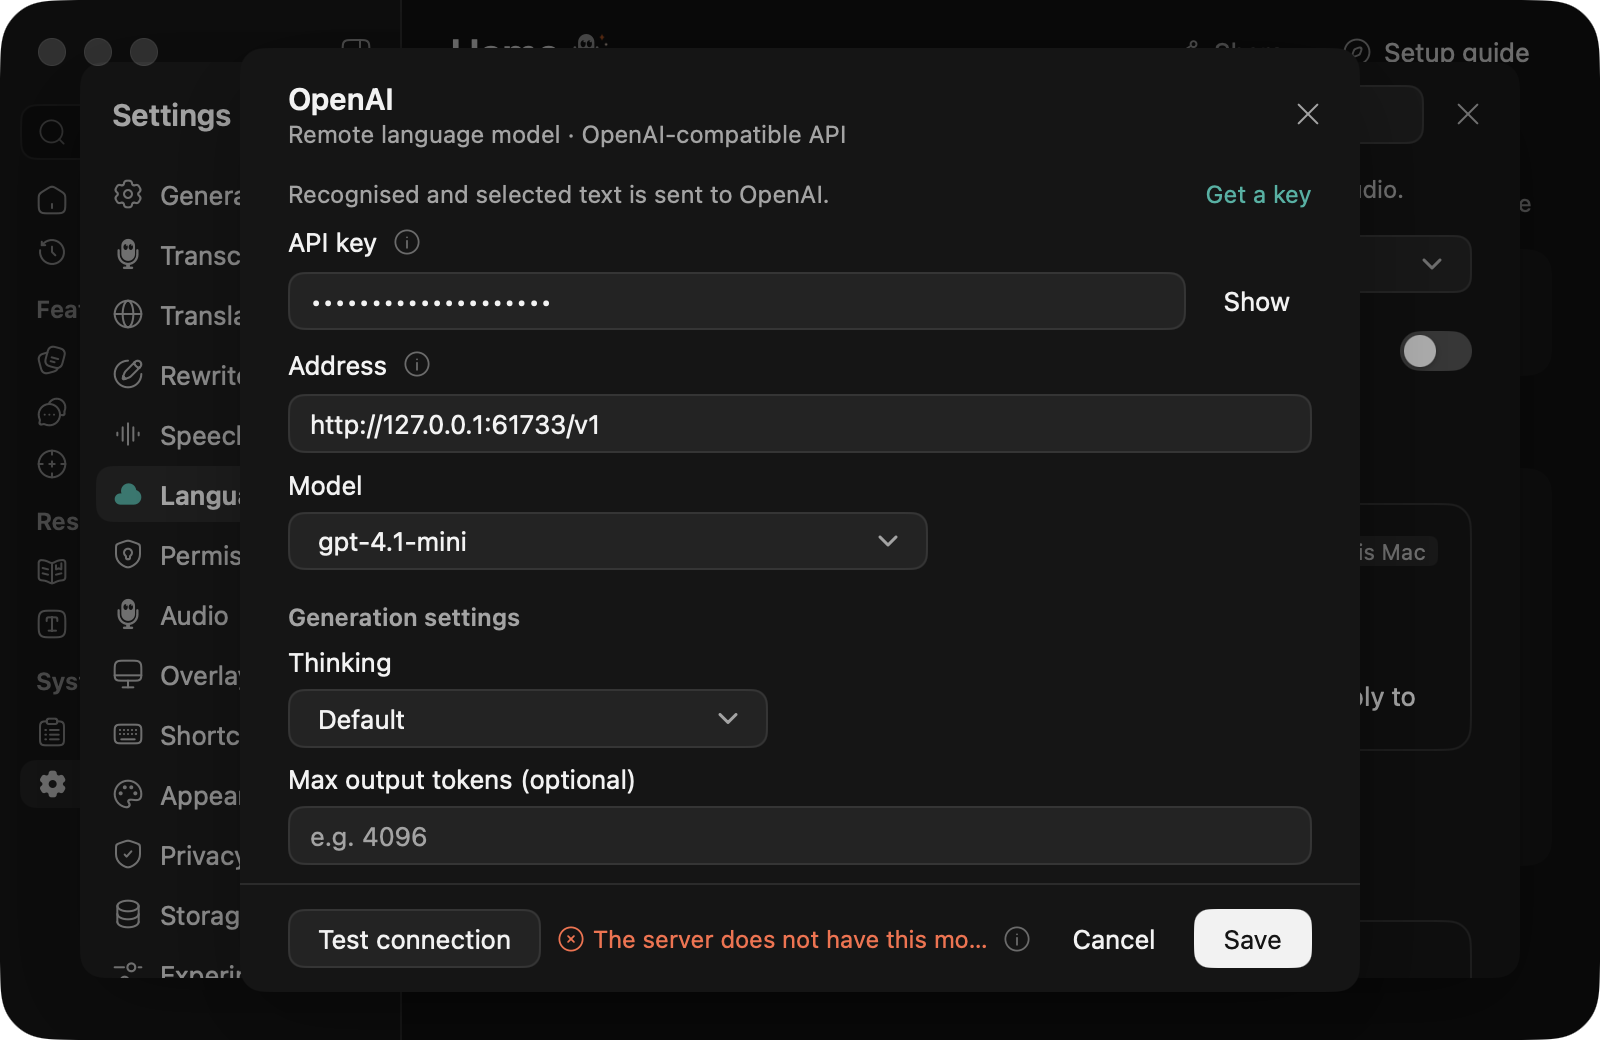 Setup guide
Settings
OpenAI
Remote language model · OpenAI-compatible API
Recognised and selected text is sent to OpenAI.
Get a key
API key
Show
Address
http://127.0.0.1:61733/v1
Model
gpt-4.1-mini
Generation settings
Thinking
Default
Max output tokens (optional)
e.g. 4096
Test connection
The server does not have this mo...
Cancel
Save
Audio
is Mac
to